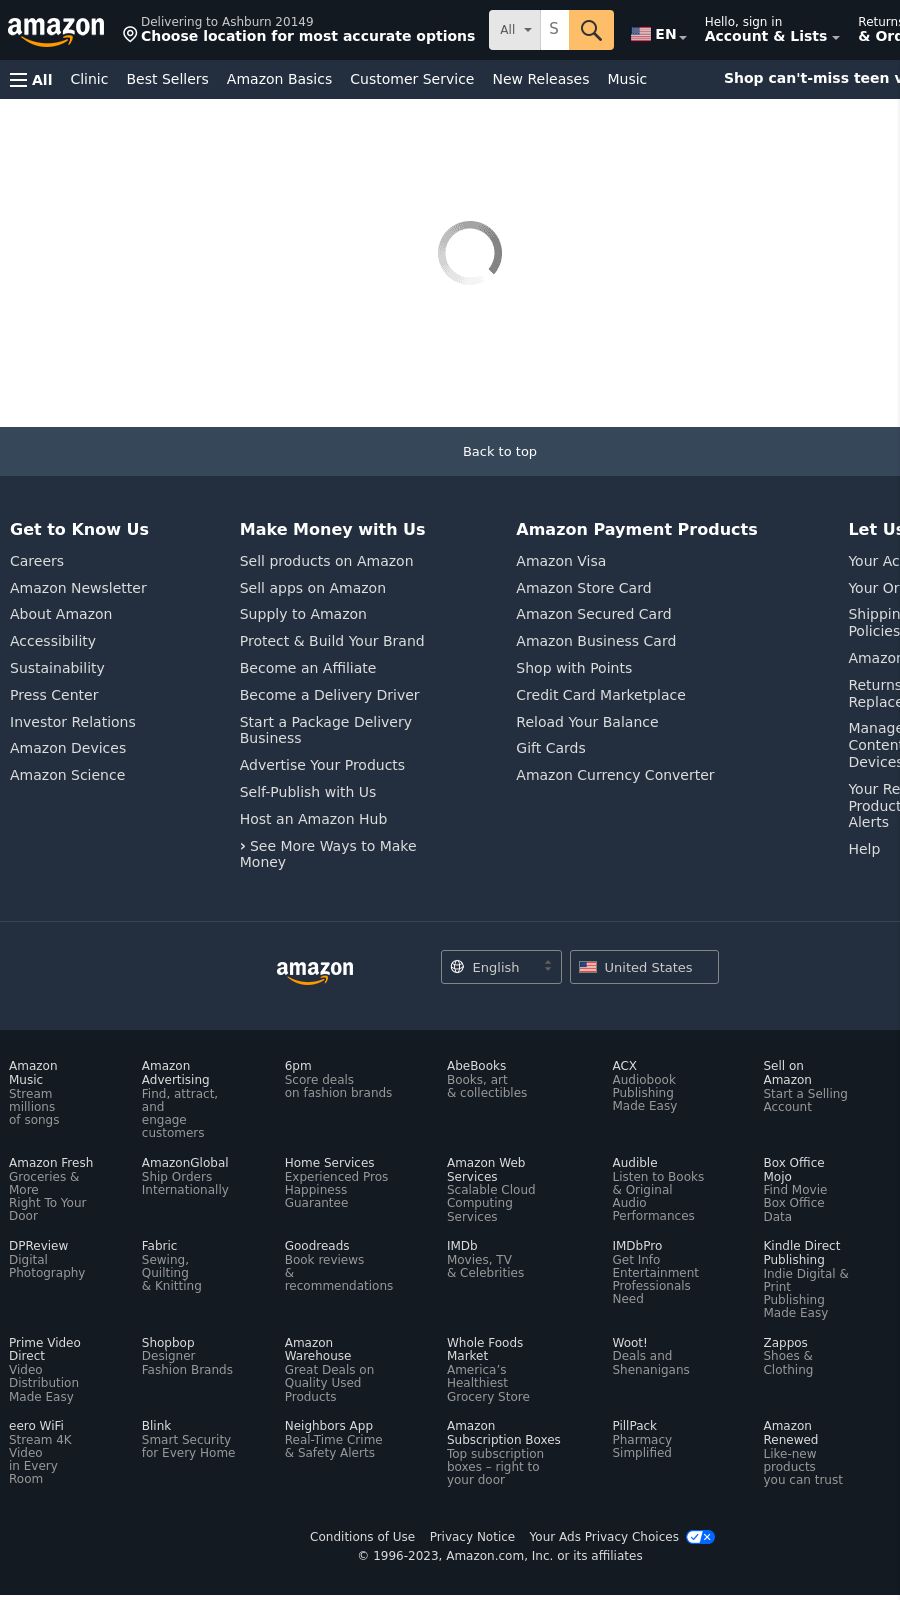 amazon
Delivering to Ashburn 20149
Choose location for most accurate options
All
S
EN
Hello, sign in
Account & Lists
Returns
& Ord
All
Clinic
Best Sellers
Amazon Basics
Customer Service
New Releases
Music
Shop can't-miss teen v
Back to top
Get to Know Us
Careers
Amazon Newsletter
About Amazon
Accessibility
Sustainability
Press Center
Investor Relations
Amazon Devices
Amazon Science
Make Money with Us
Sell products on Amazon
Sell apps on Amazon
Supply to Amazon
Protect & Build Your Brand
Become an Affiliate
Become a Delivery Driver
Start a Package Delivery
Business
Advertise Your Products
Self-Publish with Us
Host an Amazon Hub
› See More Ways to Make
Money
Amazon Payment Products
Amazon Visa
Amazon Store Card
Amazon Secured Card
Amazon Business Card
Shop with Points
Credit Card Marketplace
Reload Your Balance
Gift Cards
Amazon Currency Converter
Let Us
Your Ac
Your Or
Shippin
Policies
Amazon
Returns
Replace
Manage
Content
Devices
Your Re
Product
Alerts
Help
amazon
English
United States
Amazon
Music
Stream
millions
of songs
Amazon
Advertising
Find, attract,
and
engage
customers
6pm
Score deals
on fashion brands
AbeBooks
Books, art
& collectibles
ACX
Audiobook
Publishing
Made Easy
Sell on
Amazon
Start a Selling
Account
Amazon Fresh
Groceries &
More
Right To Your
Door
AmazonGlobal
Ship Orders
Internationally
Home Services
Experienced Pros
Happiness
Guarantee
Amazon Web
Services
Scalable Cloud
Computing
Services
Audible
Listen to Books
& Original
Audio
Performances
Box Office
Mojo
Find Movie
Box Office
Data
DPReview
Digital
Photography
Fabric
Sewing,
Quilting
& Knitting
Goodreads
Book reviews
&
recommendations
IMDb
Movies, TV
& Celebrities
IMDbPro
Get Info
Entertainment
Professionals
Need
Kindle Direct
Publishing
Indie Digital &
Print
Publishing
Made Easy
Prime Video
Direct
Video
Distribution
Made Easy
Shopbop
Designer
Fashion Brands
Amazon
Warehouse
Great Deals on
Quality Used
Products
Whole Foods
Market
America’s
Healthiest
Grocery Store
Woot!
Deals and
Shenanigans
Zappos
Shoes &
Clothing
eero WiFi
Stream 4K
Video
in Every
Room
Blink
Smart Security
for Every Home
Neighbors App
Real-Time Crime
& Safety Alerts
Amazon
Subscription Boxes
Top subscription
boxes – right to
your door
PillPack
Pharmacy
Simplified
Amazon
Renewed
Like-new
products
you can trust
Conditions of Use
Privacy Notice
Your Ads Privacy Choices
© 1996-2023, Amazon.com, Inc. or its affiliates